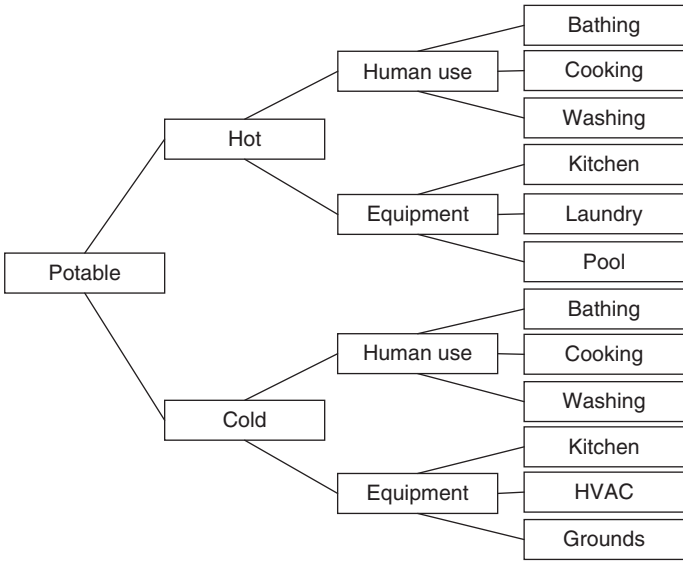 Bathing
Human use
Cooking
Washing
Hot
Kitchen
Equipment
Laundry
Pool
Potable
Bathing
Human use
Cooking
Washing
Cold
Kitchen
Equipment
HVAC
Grounds